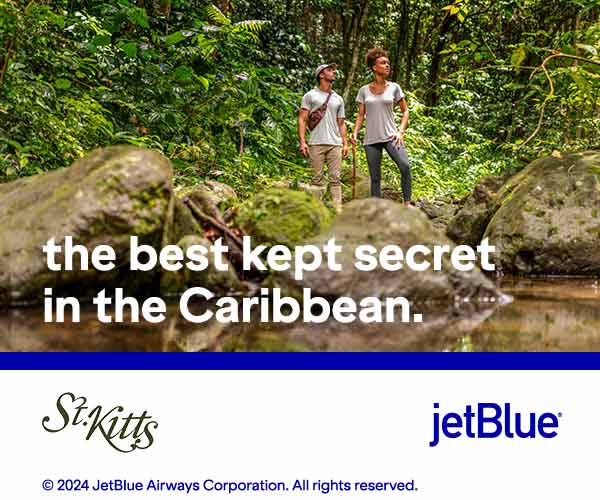 the best kept secret
in the Caribbean.
St. Kitts
jetBlue®
© 2024 JetBlue Airways Corporation. All rights reserved.